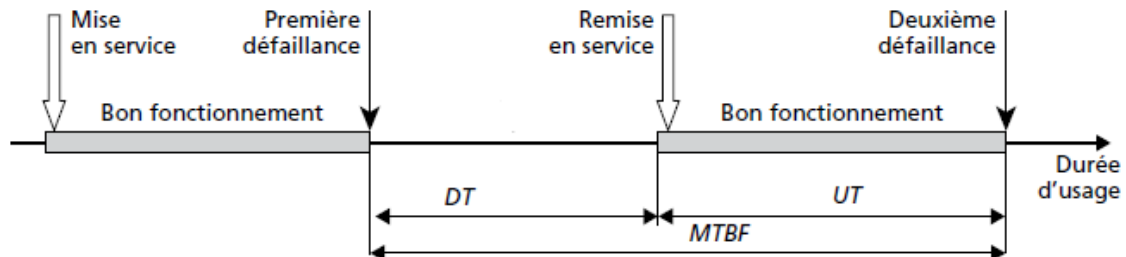 Mise
en service
Première
défaillance
Remise
en service
Deuxième
défaillance
Bon fonctionnement
Bon fonctionnement
Durée
d'usage
DT
UT
MTBF